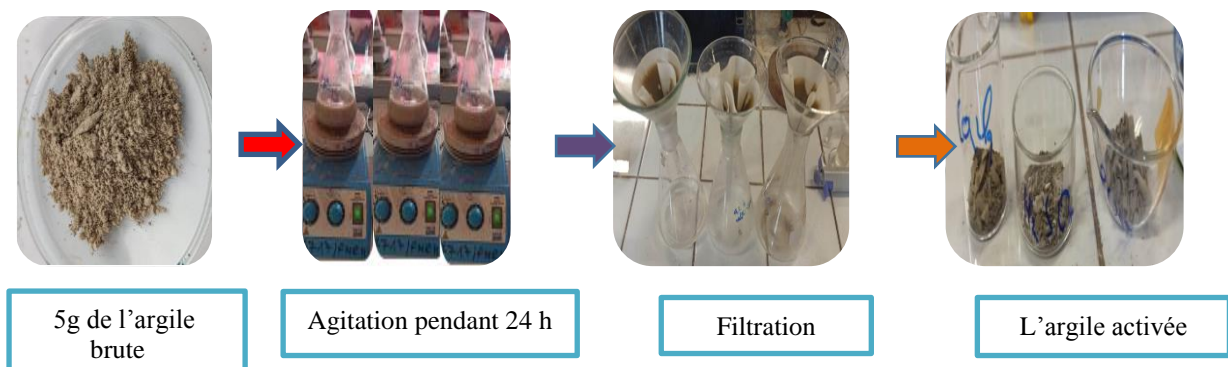 5g de l’argile
brute
Agitation pendant 24 h
Filtration
L’argile activée